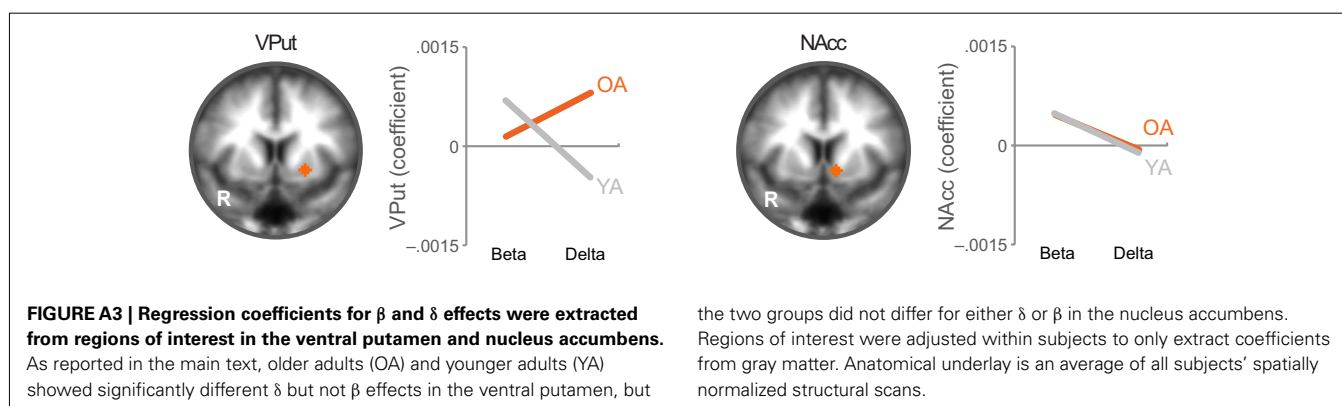 VPut
.0015
0
–.0015
VPut (coefficient)
OA
YA
Beta Delta
R
NAcc
.0015
0
–.0015
NAcc (coefficient)
OA
YA
Beta Delta
R
FIGURE A3 | Regression coefficients for β and δ effects were extracted
from regions of interest in the ventral putamen and nucleus accumbens.
As reported in the main text, older adults (OA) and younger adults (YA)
showed significantly different δ but not β effects in the ventral putamen, but
the two groups did not differ for either δ or β in the nucleus accumbens.
Regions of interest were adjusted within subjects to only extract coefficients
from gray matter. Anatomical underlay is an average of all subjects’ spatially
normalized structural scans.